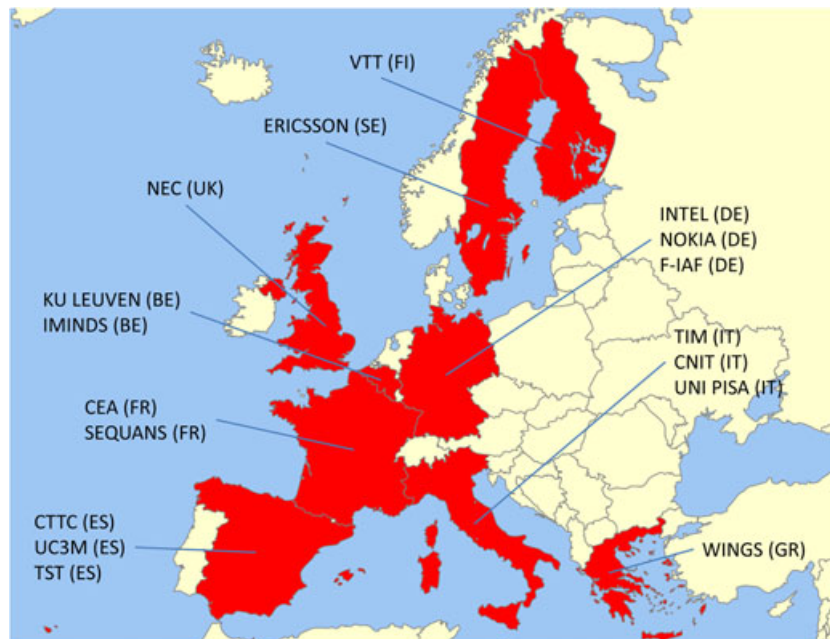 VTT (FI)
ERICSSON (SE)
NEC (UK)
INTEL (DE)
NOKIA (DE)
F-IAF (DE)
KU LEUVEN (BE)
IMINDS (BE)
TIM (IT)
CNIT (IT)
UNI PISA (IT)
CEA (FR)
SEQUANS (FR)
CTTC (ES)
UC3M (ES)
TST (ES)
WINGS (GR)